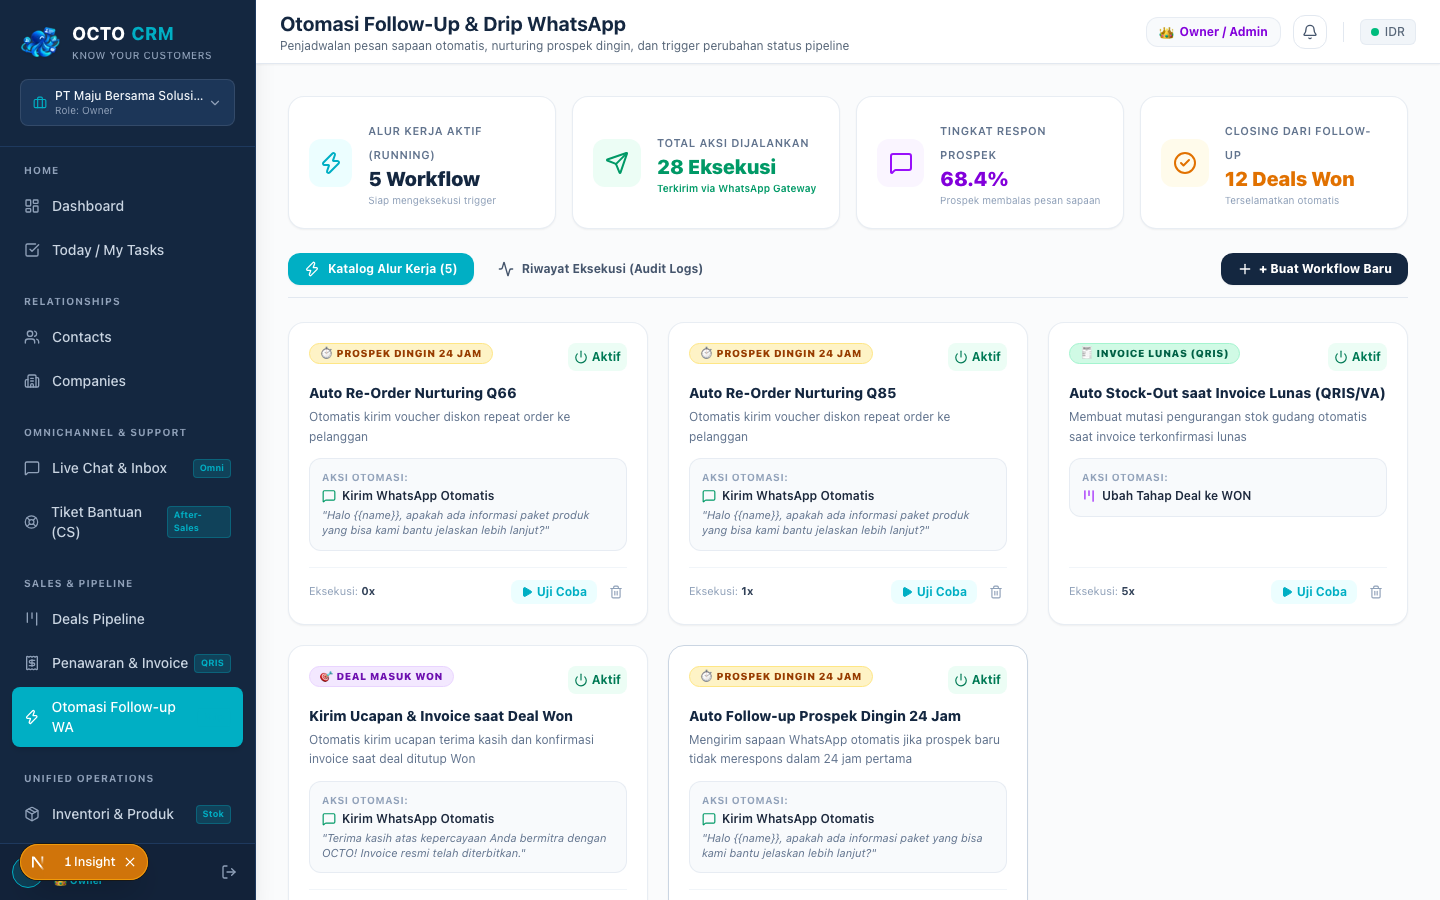 OCTO CRM
KNOW YOUR CUSTOMERS
PT Maju Bersama Solusi...
Role: Owner
HOME
Dashboard
Today / My Tasks
RELATIONSHIPS
Contacts
Companies
OMNICHANNEL & SUPPORT
Live Chat & Inbox
Omni
Tiket Bantuan
(CS)
After-
Sales
SALES & PIPELINE
Deals Pipeline
Penawaran & Invoice
QRIS
Otomasi Follow-up
WA
UNIFIED OPERATIONS
Inventori & Produk
Stok
1 Insight
Owner
Otomasi Follow-Up & Drip WhatsApp
Penjadwalan pesan sapaan otomatis, nurturing prospek dingin, dan trigger perubahan status pipeline
Owner / Admin
IDR
ALUR KERJA AKTIF
(RUNNING)
5 Workflow
Siap mengeksekusi trigger
TOTAL AKSI DIJALANKAN
28 Eksekusi
Terkirim via WhatsApp Gateway
TINGKAT RESPON
PROSPEK
68.4%
Prospek membalas pesan sapaan
CLOSING DARI FOLLOW-
UP
12 Deals Won
Terselamatkan otomatis
Katalog Alur Kerja (5)
Riwayat Eksekusi (Audit Logs)
+ Buat Workflow Baru
PROSPEK DINGIN 24 JAM
Aktif
Auto Re-Order Nurturing Q66
Otomatis kirim voucher diskon repeat order ke
pelanggan
AKSI OTOMASI:
Kirim WhatsApp Otomatis
"Halo {{name}}, apakah ada informasi paket produk
yang bisa kami bantu jelaskan lebih lanjut?"
Eksekusi: 0x
Uji Coba
PROSPEK DINGIN 24 JAM
Aktif
Auto Re-Order Nurturing Q85
Otomatis kirim voucher diskon repeat order ke
pelanggan
AKSI OTOMASI:
Kirim WhatsApp Otomatis
"Halo {{name}}, apakah ada informasi paket produk
yang bisa kami bantu jelaskan lebih lanjut?"
Eksekusi: 1x
Uji Coba
INVOICE LUNAS (QRIS)
Aktif
Auto Stock-Out saat Invoice Lunas (QRIS/VA)
Membuat mutasi pengurangan stok gudang otomatis
saat invoice terkonfirmasi lunas
AKSI OTOMASI:
Ubah Tahap Deal ke WON
Eksekusi: 5x
Uji Coba
DEAL MASUK WON
Aktif
Kirim Ucapan & Invoice saat Deal Won
Otomatis kirim ucapan terima kasih dan konfirmasi
invoice saat deal ditutup Won
AKSI OTOMASI:
Kirim WhatsApp Otomatis
"Terima kasih atas kepercayaan Anda bermitra dengan
OCTO! Invoice resmi telah diterbitkan."
PROSPEK DINGIN 24 JAM
Aktif
Auto Follow-up Prospek Dingin 24 Jam
Mengirim sapaan WhatsApp otomatis jika prospek baru
tidak merespons dalam 24 jam pertama
AKSI OTOMASI:
Kirim WhatsApp Otomatis
"Halo {{name}}, apakah ada informasi paket yang bisa
kami bantu jelaskan lebih lanjut?"